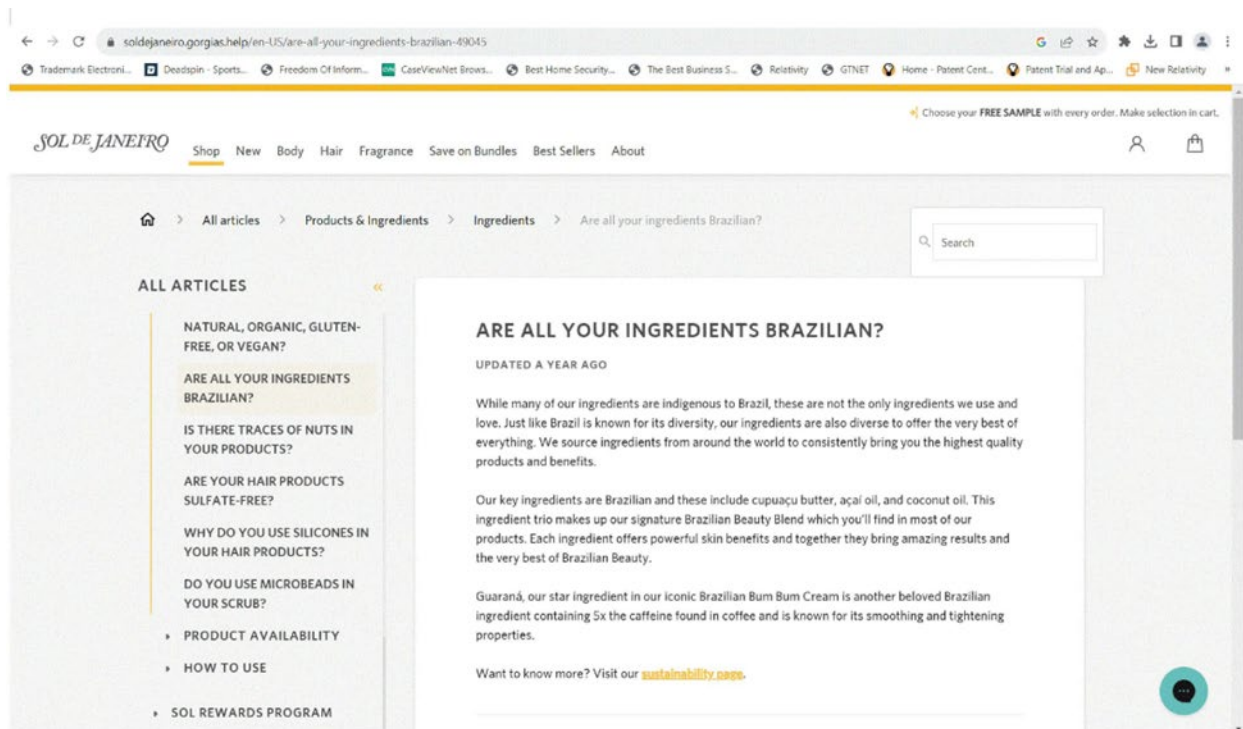 soldejaneiro.gorgias.help/en-US/are-all-your-ingredients-brazilian-49045
Trademark Electroni... Deadspin - Sports... Freedom Of Inform... CaseViewNet Brows... Best Home Security... The Best Business S... Relativity GTNET Home - Patent Cent... Patent Trial and Ap... New Relativity »
Choose your FREE SAMPLE with every order. Make selection in cart.
SOL DE JANEIRO Shop New Body Hair Fragrance Save on Bundles Best Sellers About
> All articles > Products & Ingredients > Ingredients > Are all your ingredients Brazilian?
Search
ALL ARTICLES «
NATURAL, ORGANIC, GLUTEN-
FREE, OR VEGAN?
ARE ALL YOUR INGREDIENTS
BRAZILIAN?
IS THERE TRACES OF NUTS IN
YOUR PRODUCTS?
ARE YOUR HAIR PRODUCTS
SULFATE-FREE?
WHY DO YOU USE SILICONES IN
YOUR HAIR PRODUCTS?
DO YOU USE MICROBEADS IN
YOUR SCRUB?
PRODUCT AVAILABILITY
HOW TO USE
SOL REWARDS PROGRAM
ARE ALL YOUR INGREDIENTS BRAZILIAN?
UPDATED A YEAR AGO
While many of our ingredients are indigenous to Brazil, these are not the only ingredients we use and
love. Just like Brazil is known for its diversity, our ingredients are also diverse to offer the very best of
everything. We source ingredients from around the world to consistently bring you the highest quality
products and benefits.
Our key ingredients are Brazilian and these include cupuaçu butter, açaí oil, and coconut oil. This
ingredient trio makes up our signature Brazilian Beauty Blend which you'll find in most of our
products. Each ingredient offers powerful skin benefits and together they bring amazing results and
the very best of Brazilian Beauty.
Guaraná, our star ingredient in our iconic Brazilian Bum Bum Cream is another beloved Brazilian
ingredient containing 5x the caffeine found in coffee and is known for its smoothing and tightening
properties.
Want to know more? Visit our sustainability page.